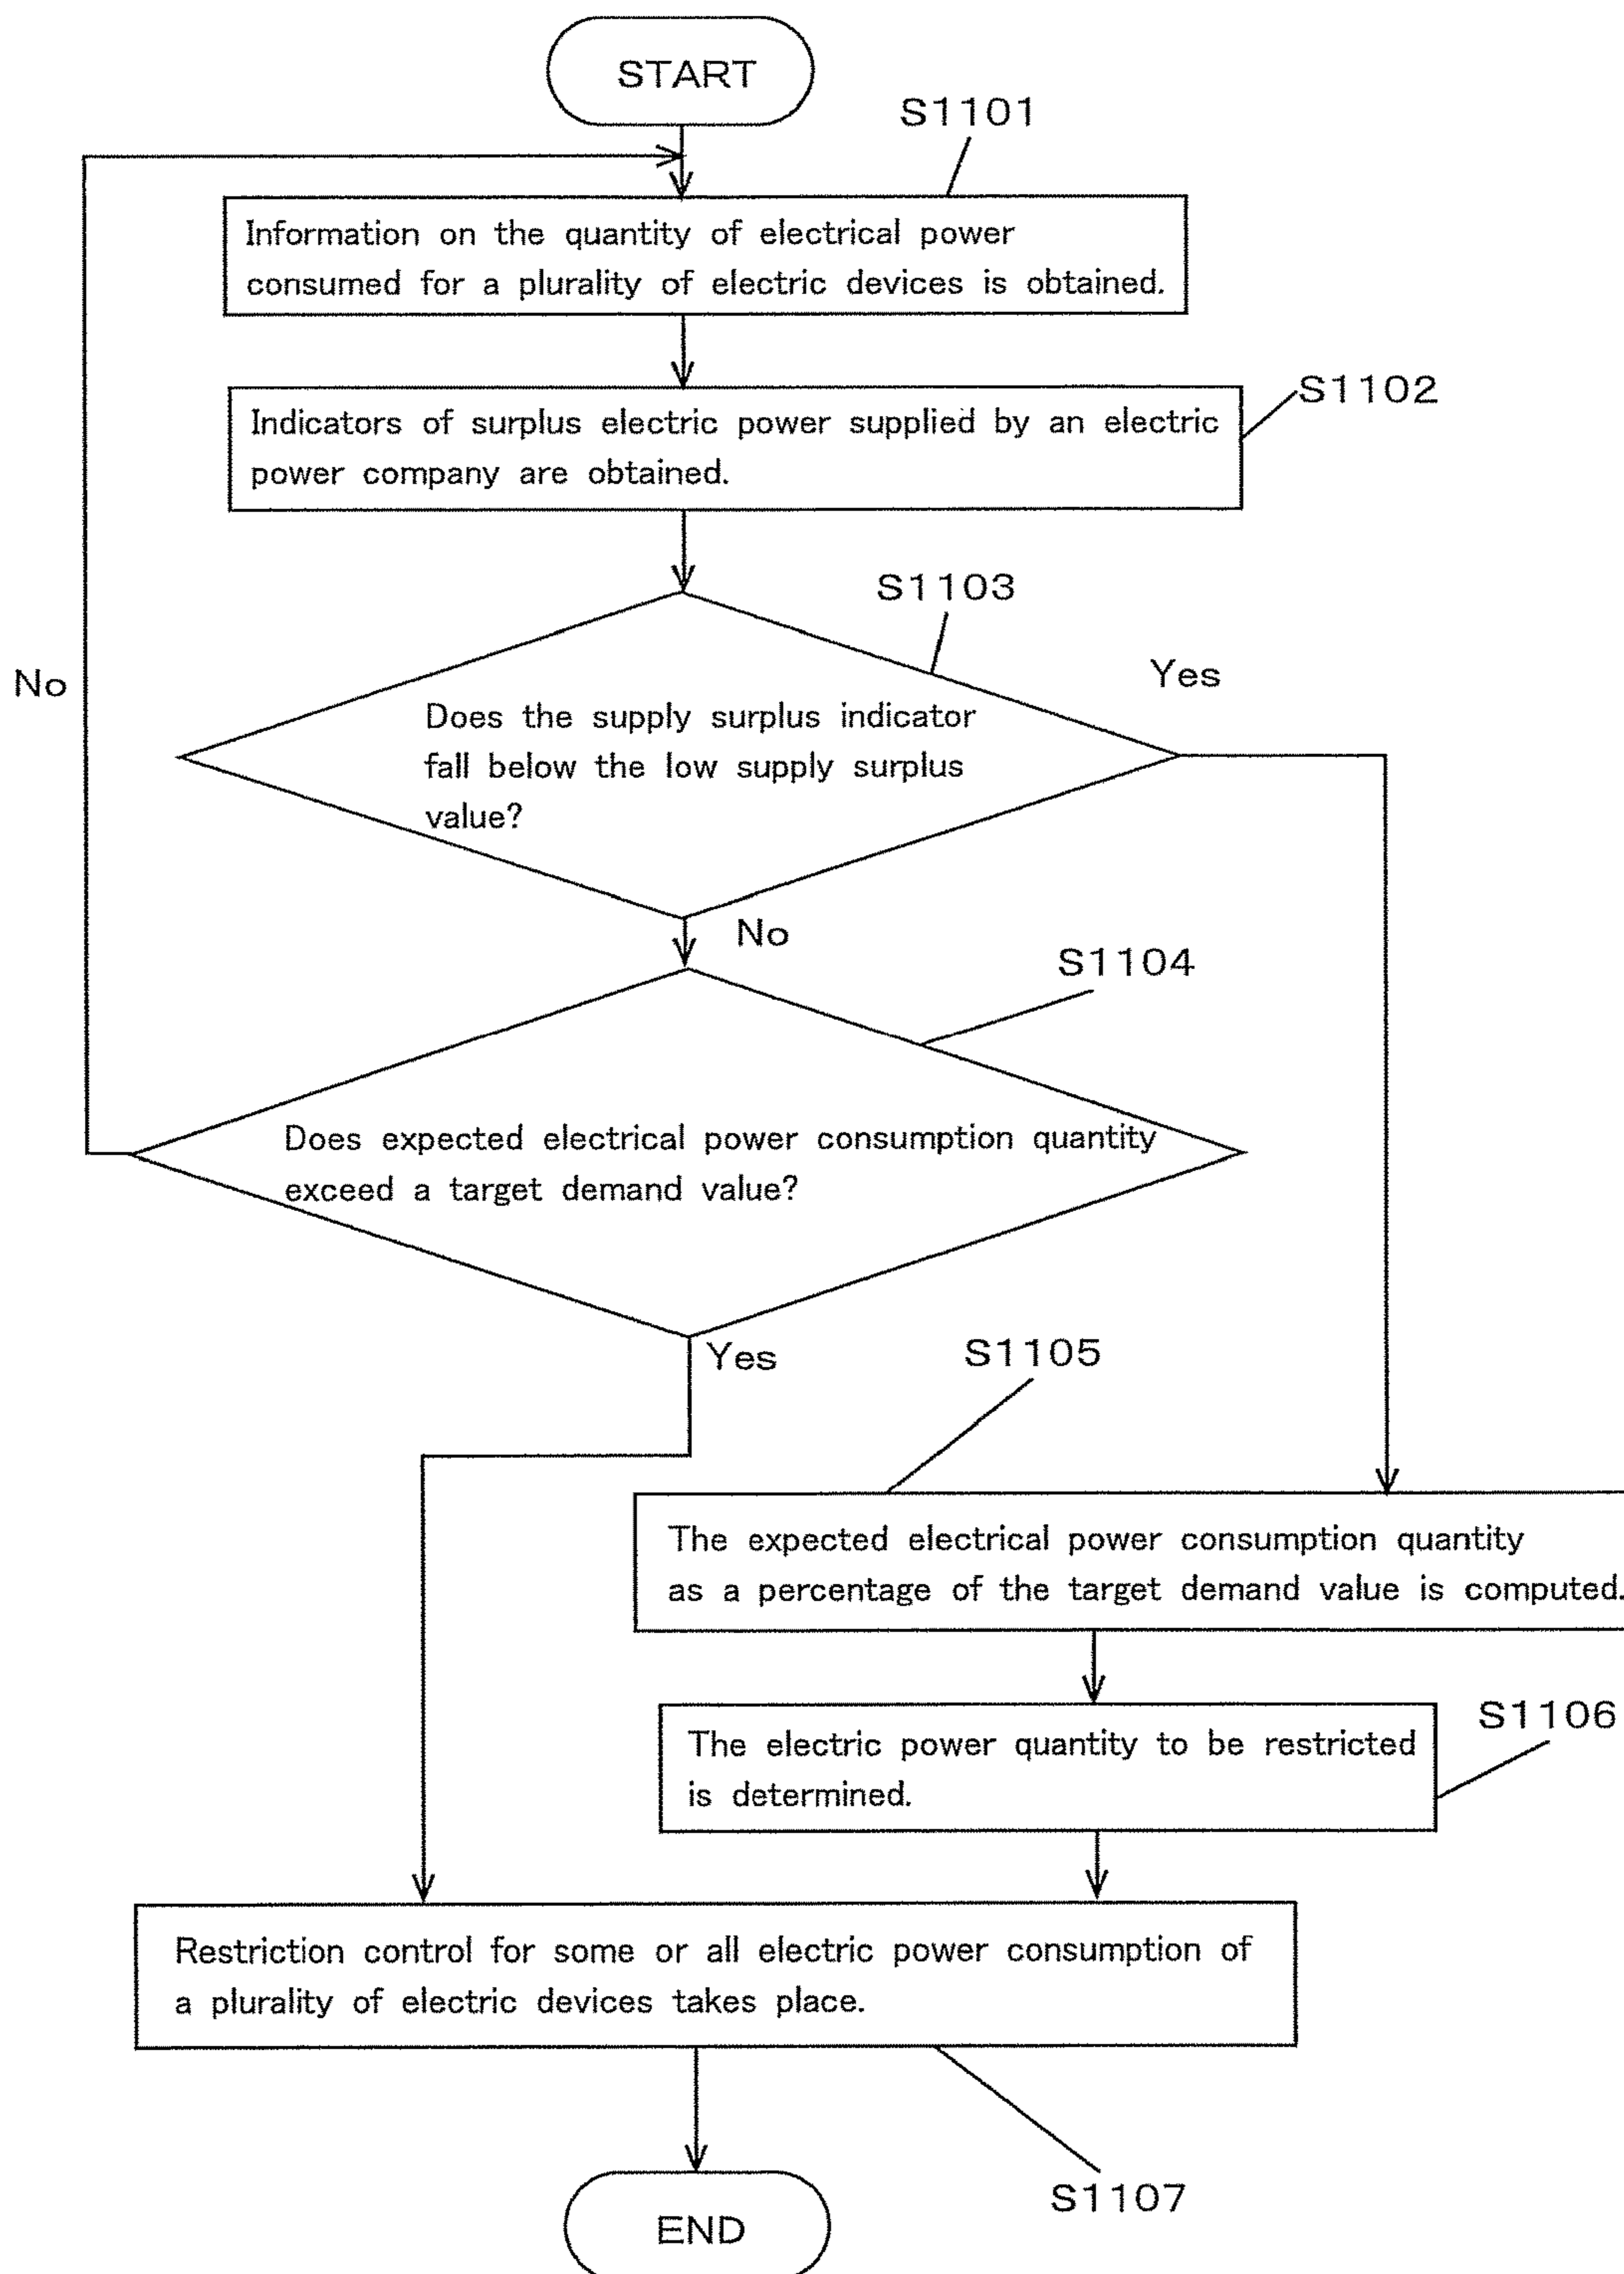 START
S1101
Information on the quantity of electrical power
consumed for a plurality of electric devices is obtained.
S1102
Indicators of surplus electric power supplied by an electric
power company are obtained.
S1103
Yes
No
Does the supply surplus indicator
fall below the low supply surplus
value?
No
S1104
Does expected electrical power consumption quantity
exceed a target demand value?
Yes
S1105
The expected electrical power consumption quantity
as a percentage of the target demand value is computed.
S1106
The electric power quantity to be restricted
is determined.
Restriction control for some or all electric power consumption of
a plurality of electric devices takes place.
S1107
END